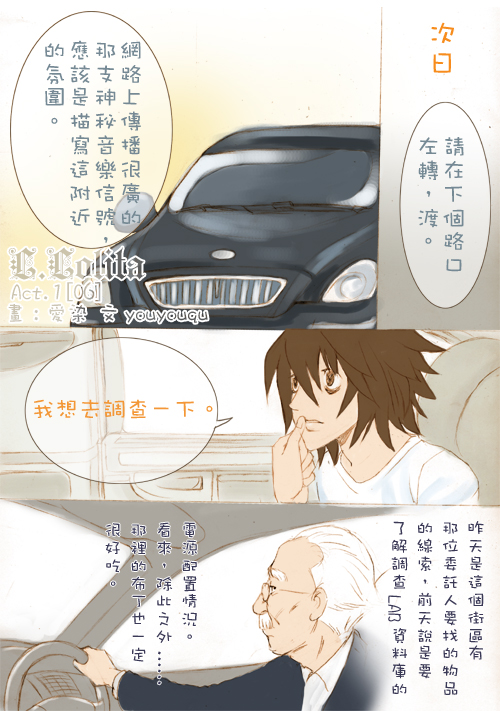 次日
請在下個路口
左轉，渡。
網路上傳播很廣的
那支神秘音樂信號，
應該是描寫這附近
的氛圍。
L.Lolita
Act.1[06]
畫：愛染 文 youyouqu
我想去調查一下。
昨天是這個街區有
那位委託人要找的物品
的線索，前天說是要
了解調查LAB資料庫的
電源配置情況。
看來，除此之外……
那裡的布丁也一定
很好吃。